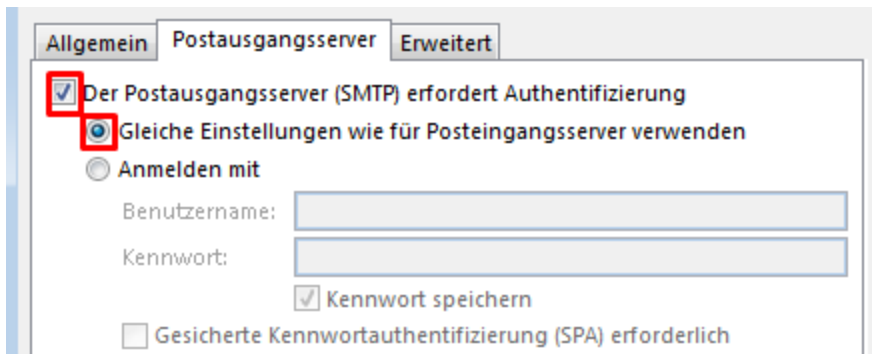 Allgemein Postausgangsserver Erweitert
Der Postausgangsserver (SMTP) erfordert Authentifizierung
Gleiche Einstellungen wie für Posteingangsserver verwenden
Anmelden mit
Benutzername:
Kennwort:
Kennwort speichern
Gesicherte Kennwortauthentifizierung (SPA) erforderlich